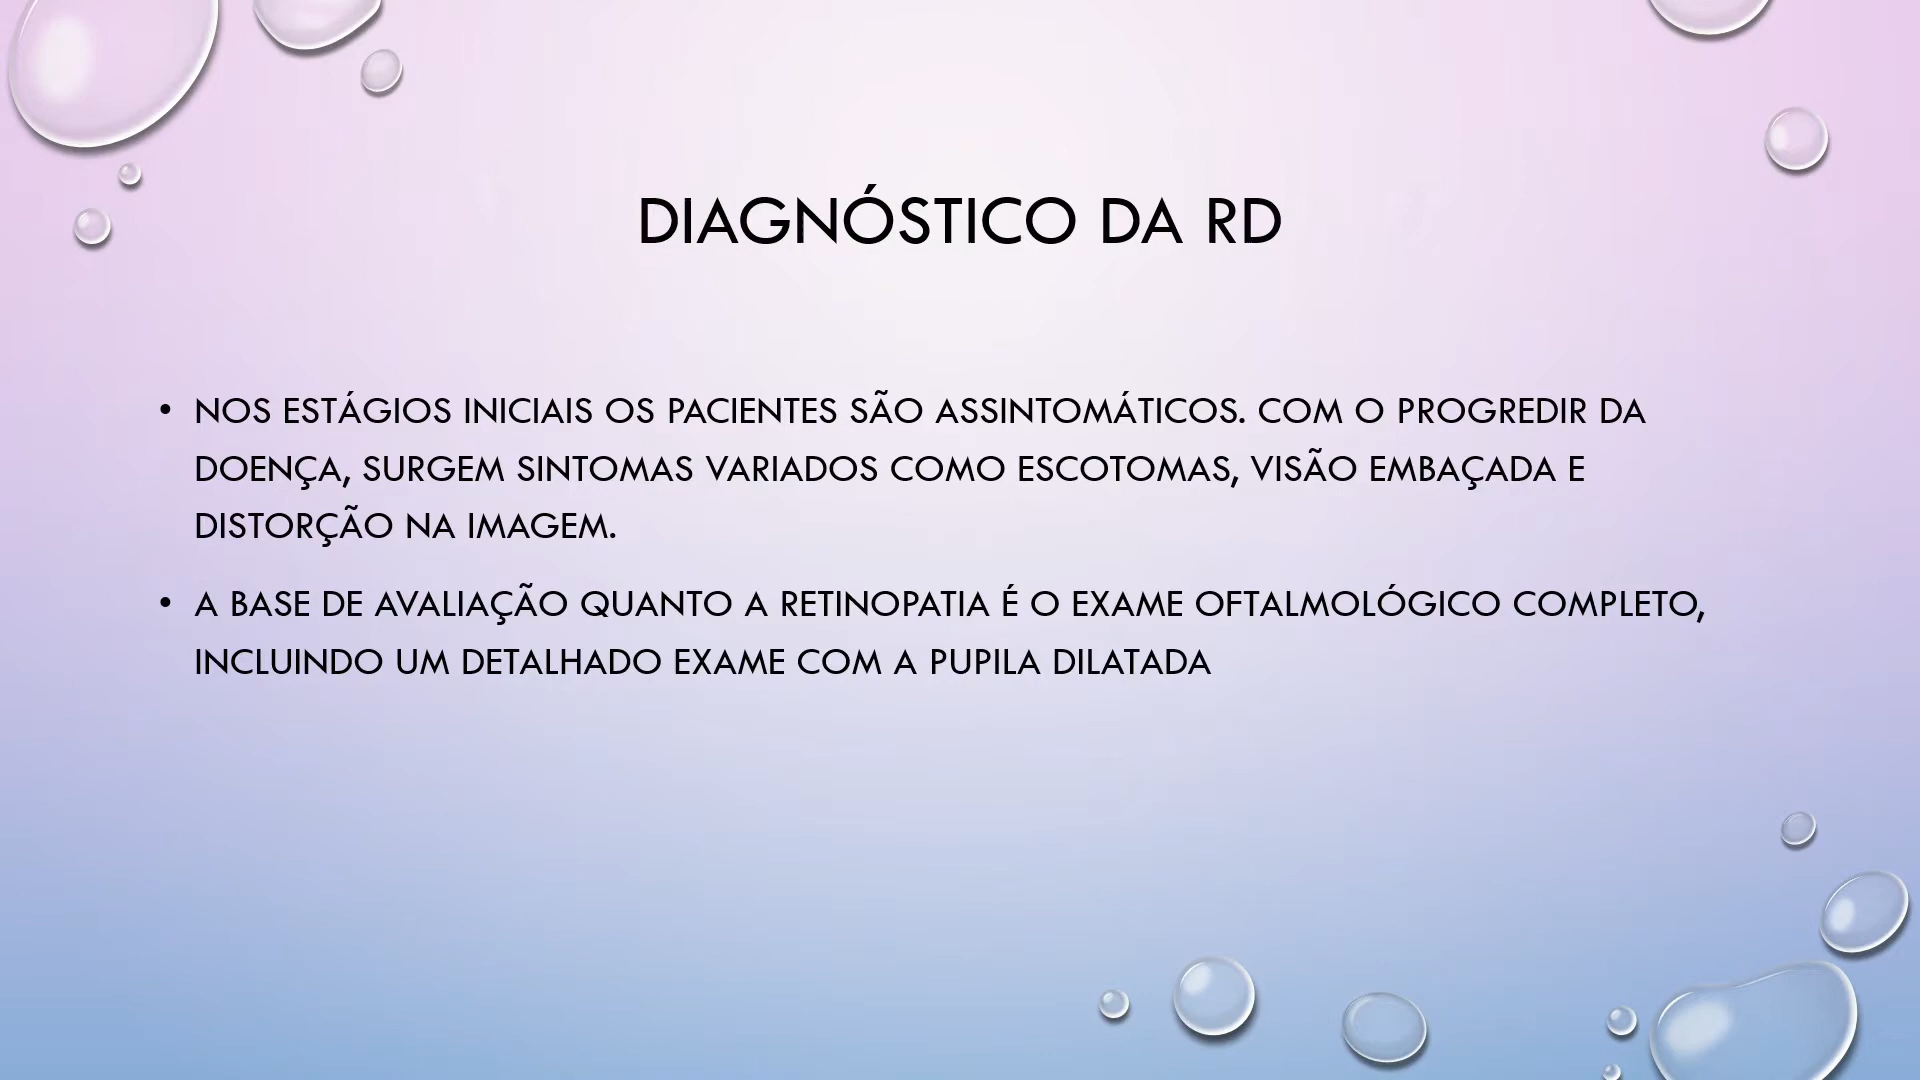 DIAGNÓSTICO DA RD
• NOS ESTÁGIOS INICIAIS OS PACIENTES SÃO ASSINTOMÁTICOS. COM O PROGREDIR DA
DOENÇA, SURGEM SINTOMAS VARIADOS COMO ESCOTOMAS, VISÃO EMBAÇADA E
DISTORÇÃO NA IMAGEM.
• A BASE DE AVALIAÇÃO QUANTO A RETINOPATIA É O EXAME OFTALMOLÓGICO COMPLETO,
INCLUINDO UM DETALHADO EXAME COM A PUPILA DILATADA